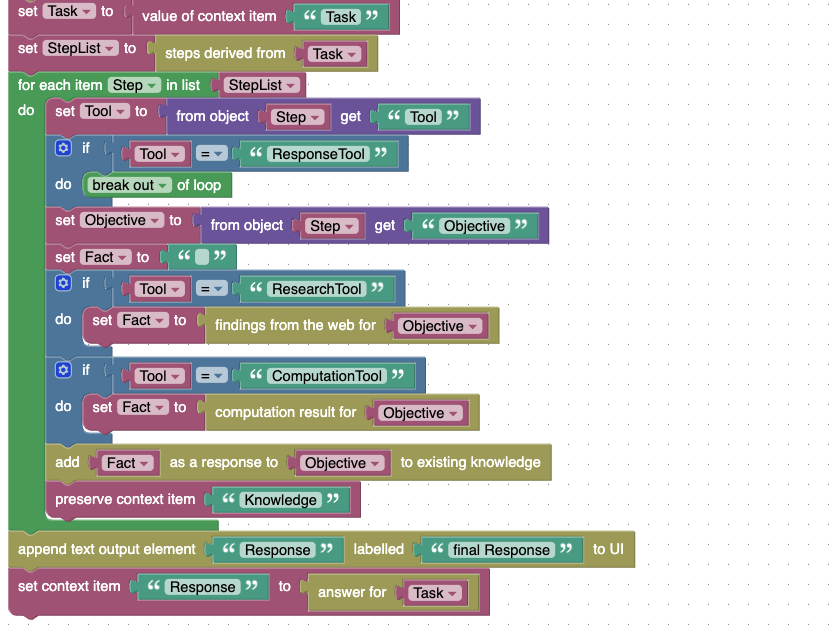 set Task to value of context item “ Task ”
set StepList to steps derived from Task
for each item Step in list StepList
do set Tool to from object Step get “ Tool ”
if Tool = “ ResponseTool ”
do break out of loop
set Objective to from object Step get “ Objective ”
set Fact to “ ”
if Tool = “ ResearchTool ”
do set Fact to findings from the web for Objective
if Tool = “ ComputationTool ”
do set Fact to computation result for Objective
add Fact as a response to Objective to existing knowledge
preserve context item “ Knowledge ”
append text output element “ Response ” labelled “ final Response ” to UI
set context item “ Response ” to answer for Task